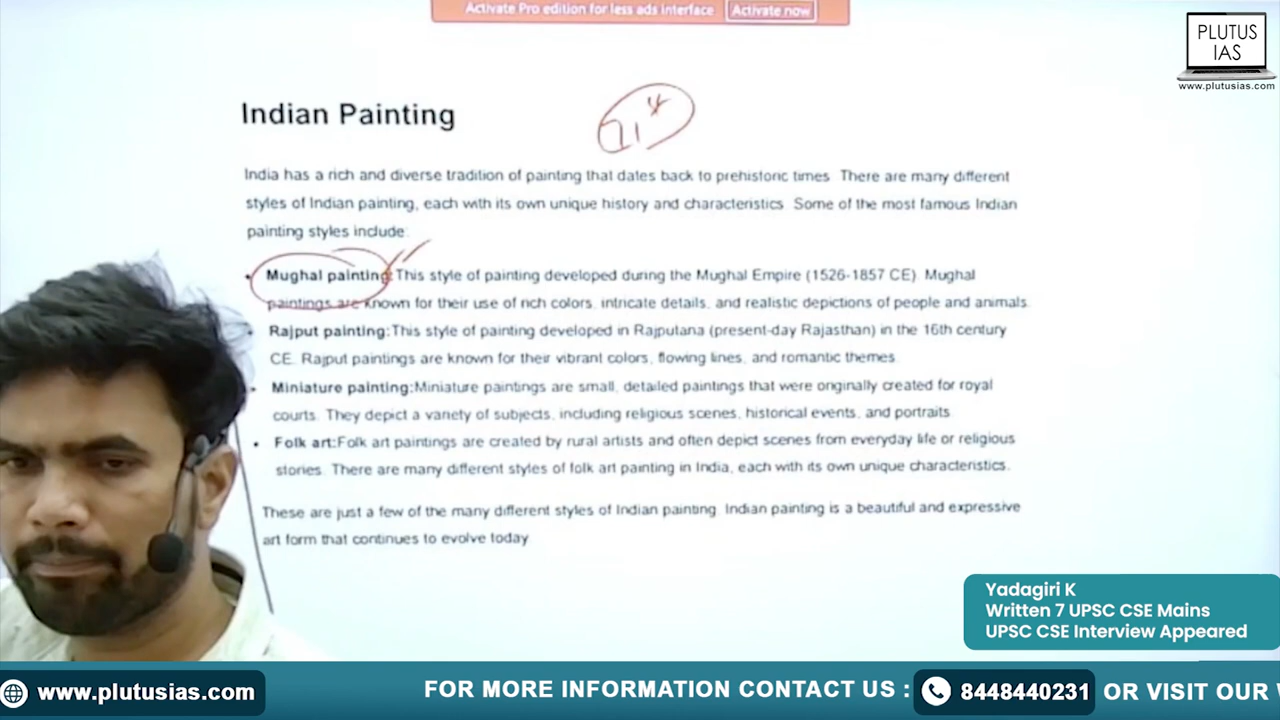 Activate Pro edition for less ads interface Activate now
PLUTUS
IAS
www.plutusias.com
Indian Painting
India has a rich and diverse tradition of painting that dates back to prehistoric times. There are many different
styles of Indian painting, each with its own unique history and characteristics. Some of the most famous Indian
painting styles include:
• Mughal painting: This style of painting developed during the Mughal Empire (1526-1857 CE). Mughal
paintings are known for their use of rich colors, intricate details, and realistic depictions of people and animals.
• Rajput painting: This style of painting developed in Rajputana (present-day Rajasthan) in the 16th century
CE. Rajput paintings are known for their vibrant colors, flowing lines, and romantic themes.
• Miniature painting: Miniature paintings are small, detailed paintings that were originally created for royal
courts. They depict a variety of subjects, including religious scenes, historical events, and portraits.
• Folk art: Folk art paintings are created by rural artists and often depict scenes from everyday life or religious
stories. There are many different styles of folk art painting in India, each with its own unique characteristics.
These are just a few of the many different styles of Indian painting. Indian painting is a beautiful and expressive
art form that continues to evolve today
Yadagiri K
Written 7 UPSC CSE Mains
UPSC CSE Interview Appeared
www.plutusias.com
FOR MORE INFORMATION CONTACT US : 8448440231 OR VISIT OUR